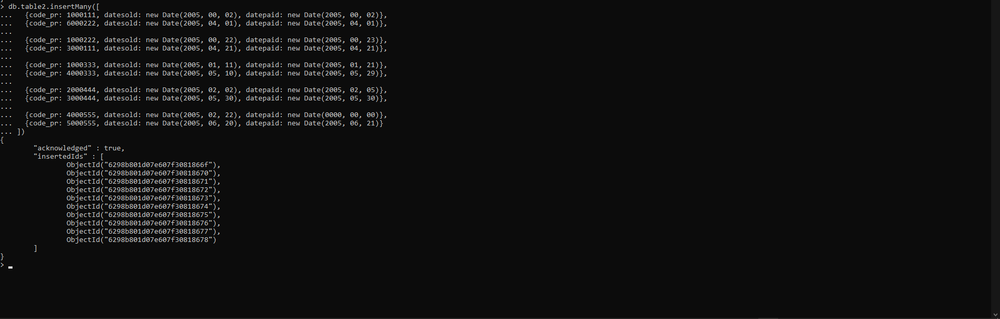 > db.table2.insertMany([
...   {code_pr: 1000111, datesold: new Date(2005, 00, 02), datepaid: new Date(2005, 00, 02)},
...   {code_pr: 6000222, datesold: new Date(2005, 04, 01), datepaid: new Date(2005, 04, 01)},
...
...   {code_pr: 1000222, datesold: new Date(2005, 00, 22), datepaid: new Date(2005, 00, 23)},
...   {code_pr: 3000111, datesold: new Date(2005, 04, 21), datepaid: new Date(2005, 04, 21)},
...
...   {code_pr: 1000333, datesold: new Date(2005, 01, 11), datepaid: new Date(2005, 01, 21)},
...   {code_pr: 4000333, datesold: new Date(2005, 05, 10), datepaid: new Date(2005, 05, 29)},
...
...   {code_pr: 2000444, datesold: new Date(2005, 02, 02), datepaid: new Date(2005, 02, 05)},
...   {code_pr: 3000444, datesold: new Date(2005, 05, 30), datepaid: new Date(2005, 05, 30)},
...
...   {code_pr: 4000555, datesold: new Date(2005, 02, 22), datepaid: new Date(0000, 00, 00)},
...   {code_pr: 5000555, datesold: new Date(2005, 06, 20), datepaid: new Date(2005, 06, 21)}
... ])
{
        "acknowledged" : true,
        "insertedIds" : [
                ObjectId("6298b801d07e607f3081866f"),
                ObjectId("6298b801d07e607f30818670"),
                ObjectId("6298b801d07e607f30818671"),
                ObjectId("6298b801d07e607f30818672"),
                ObjectId("6298b801d07e607f30818673"),
                ObjectId("6298b801d07e607f30818674"),
                ObjectId("6298b801d07e607f30818675"),
                ObjectId("6298b801d07e607f30818676"),
                ObjectId("6298b801d07e607f30818677"),
                ObjectId("6298b801d07e607f30818678")
        ]
}
>